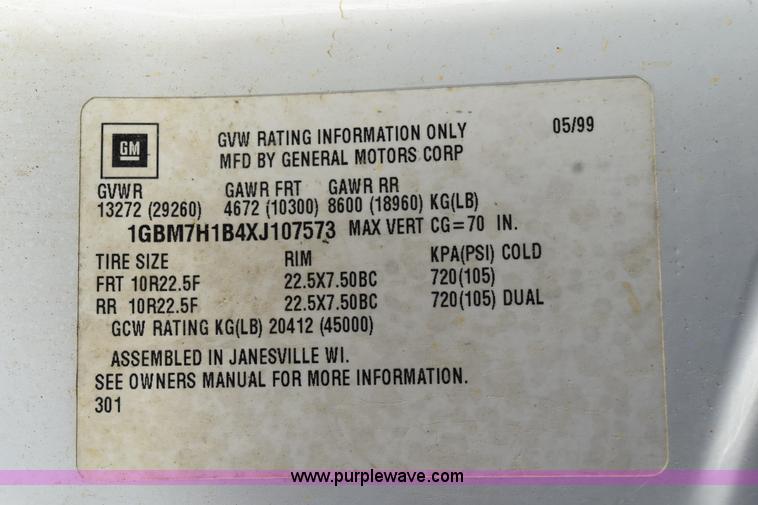 GM
GVW RATING INFORMATION ONLY 05/99
MFD BY GENERAL MOTORS CORP
GVWR GAWR FRT GAWR RR
13272 (29260) 4672 (10300) 8600 (18960) KG(LB)
1GBM7H1B4XJ107573 MAX VERT CG=70 IN.
TIRE SIZE RIM KPA(PSI) COLD
FRT 10R22.5F 22.5X7.50BC 720(105)
RR 10R22.5F 22.5X7.50BC 720(105) DUAL
GCW RATING KG(LB) 20412 (45000)
ASSEMBLED IN JANESVILLE WI.
SEE OWNERS MANUAL FOR MORE INFORMATION.
301
www.purplewave.com